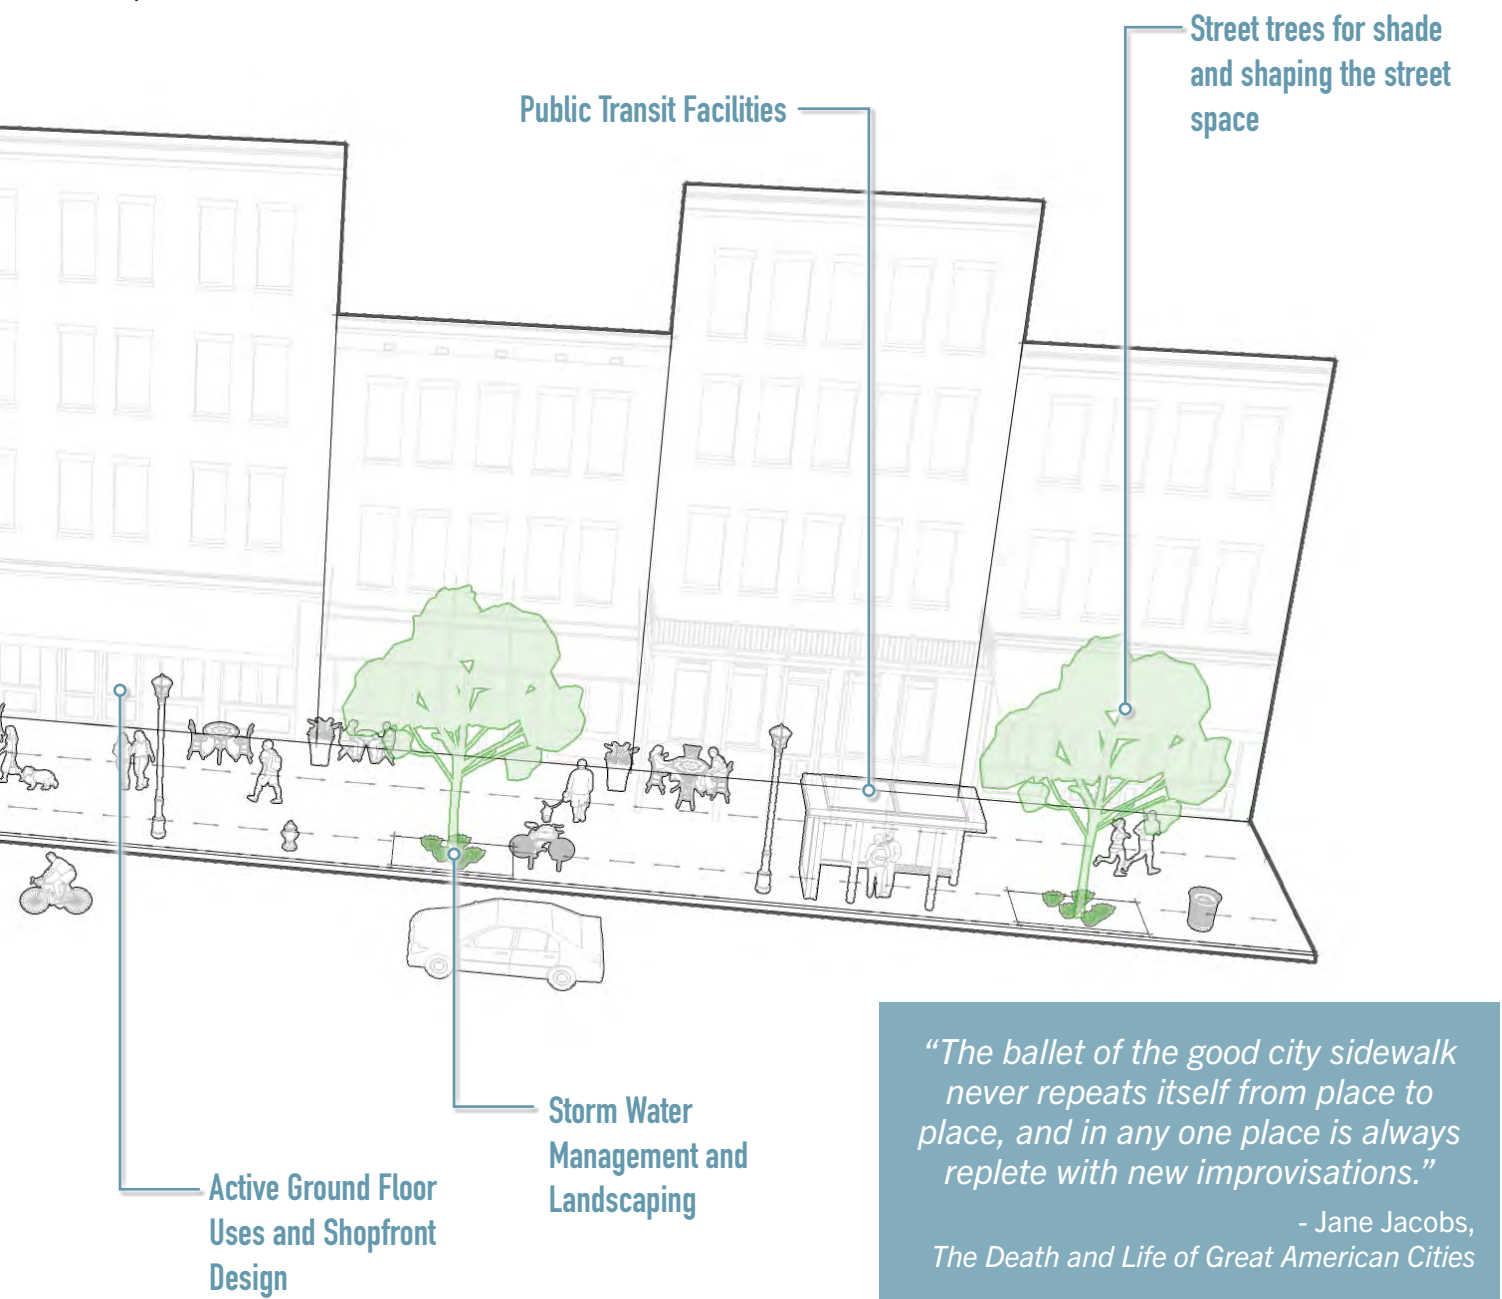 Street trees for shade
and shaping the street
space
Public Transit Facilities
Storm Water
Management and
Landscaping
Active Ground Floor
Uses and Shopfront
Design
“The ballet of the good city sidewalk
never repeats itself from place to
place, and in any one place is always
replete with new improvisations.”
- Jane Jacobs,
The Death and Life of Great American Cities